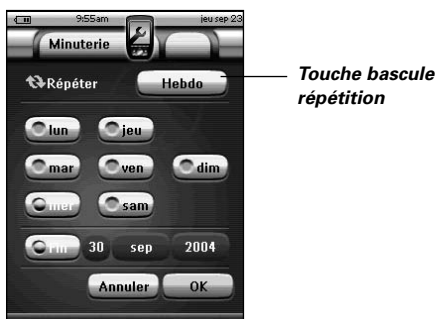 9:55am jeu sep 23
Minuterie
Répéter Hebdo
Touche bascule
répétition
lun jeu
mar ven dim
mer sam
Fin 30 sep 2004
Annuler OK